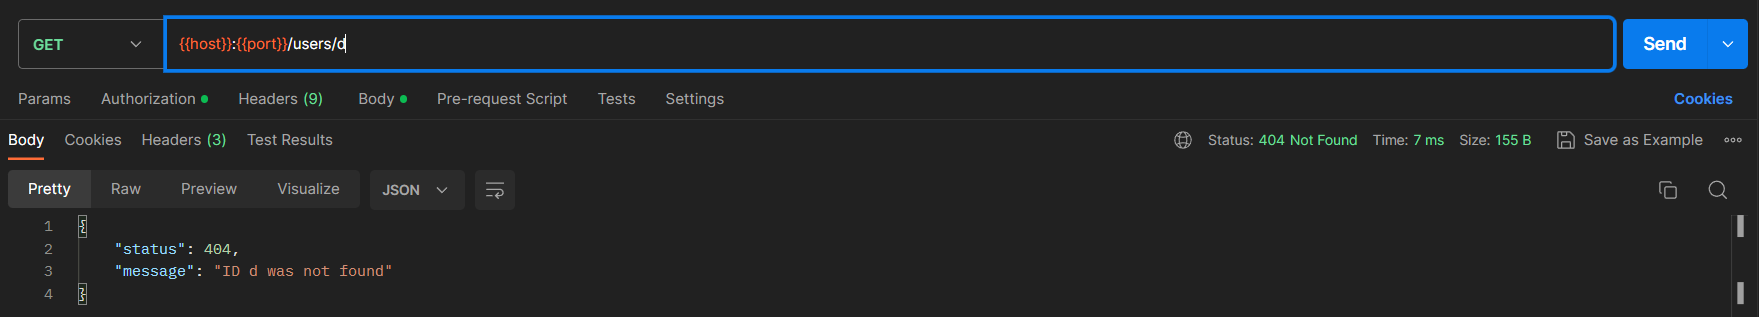 GET {{host}}:{{port}}/users/d Send
Params Authorization Headers (9) Body Pre-request Script Tests Settings Cookies
Body Cookies Headers (3) Test Results Status: 404 Not Found Time: 7 ms Size: 155 B Save as Example
Pretty Raw Preview Visualize JSON
1 {
2 "status": 404,
3 "message": "ID d was not found"
4 }